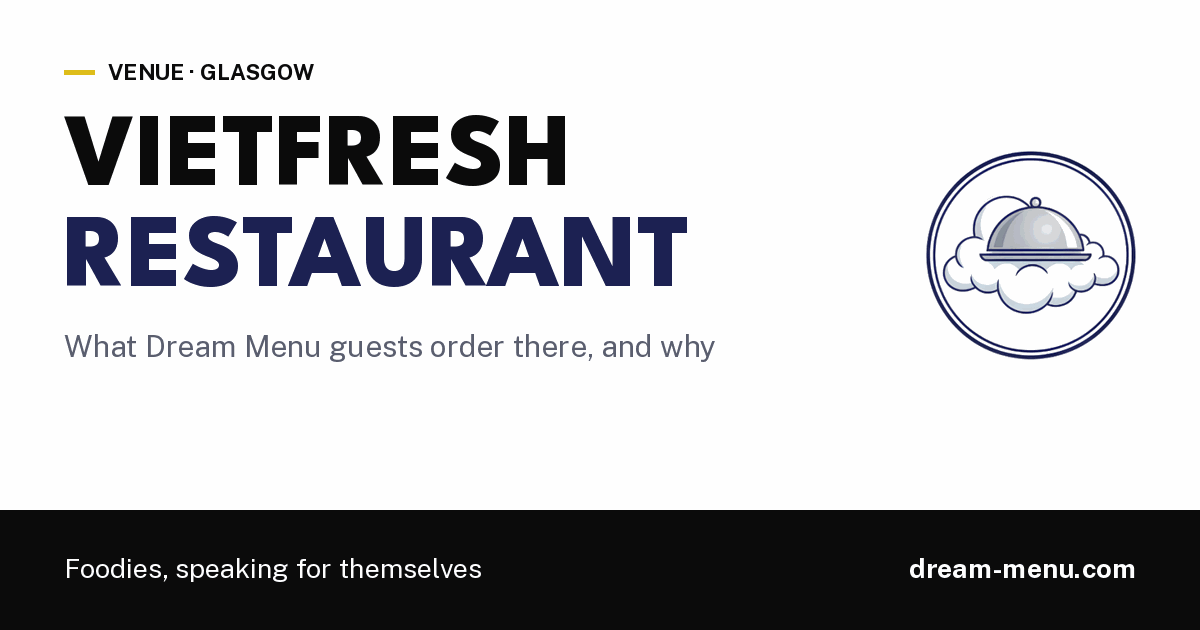 VENUE · GLASGOW
VIETFRESH
RESTAURANT
What Dream Menu guests order there, and why
Foodies, speaking for themselves
dream-menu.com